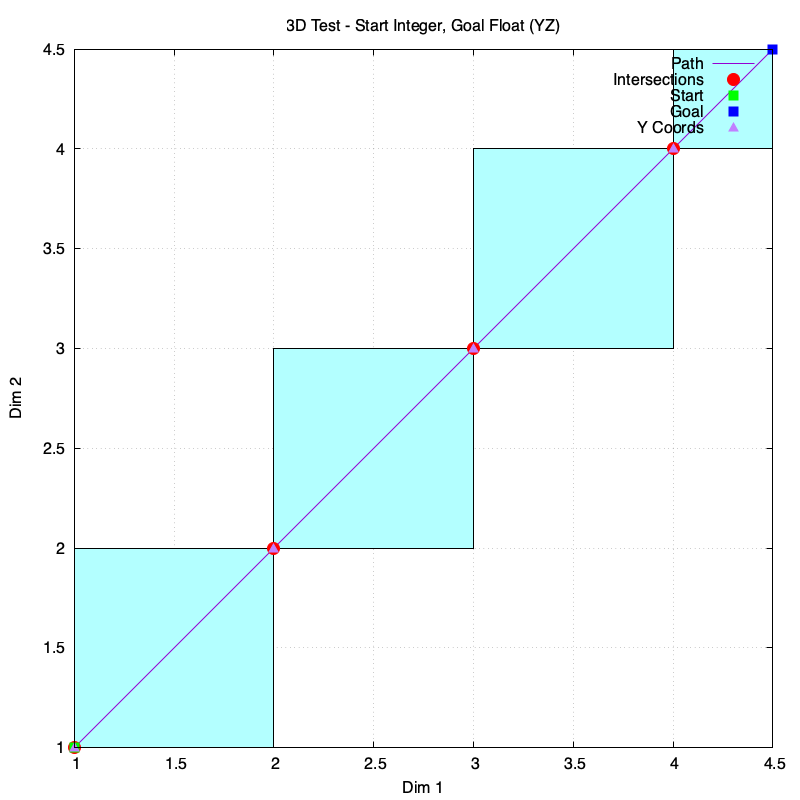 3D Test - Start Integer, Goal Float (YZ)
4.5
Path
Intersections
Start
Goal
Y Coords
4
3.5
3
Dim 2
2.5
2
1.5
1
1 1.5 2 2.5 3 3.5 4 4.5
Dim 1